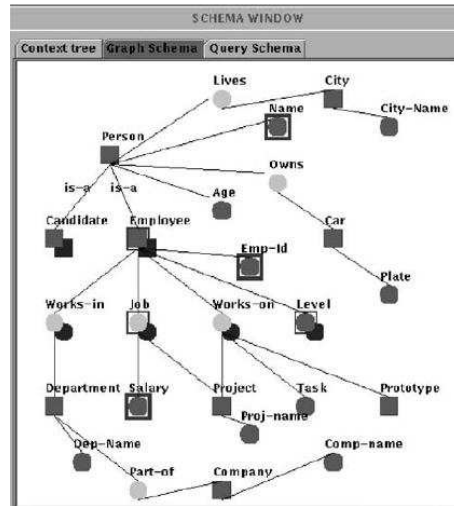 SCHEMA WINDOW
Context tree Graph Schema Query Schema
Lives City
Name City-Name
Person
Owns
is-a is-a
Age
Candidate Employee Car
Emp-Id
Plate
Works-in Job Works-on Level
Department Salary Project Task Prototype
Proj-name
Dep-Name Comp-name
Part-of Company